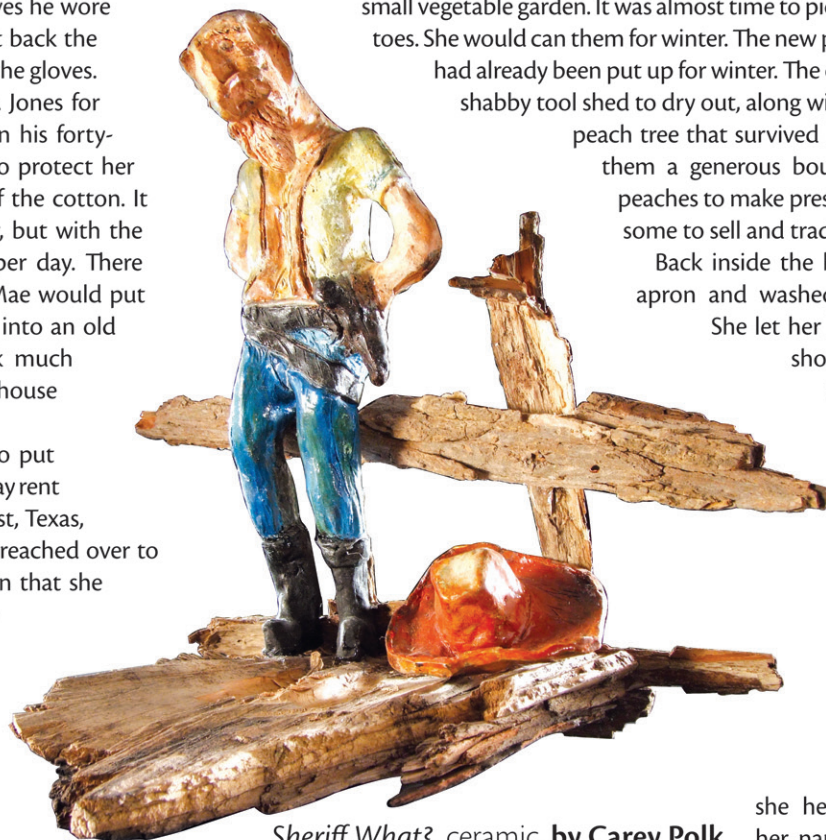 ves he wore
t back the
he gloves.
Jones for
n his forty-
o protect her
f the cotton. It
, but with the
per day. There
Mae would put
into an old
k much
house
o put
ay rent
st, Texas,
reached over to
n that she
small vegetable garden. It was almost time to pi
toes. She would can them for winter. The new p
had already been put up for winter. The
shabby tool shed to dry out, along wi
peach tree that survived
them a generous bou
peaches to make pres
some to sell and trad
Back inside the
apron and washed
She let her
sho
she he
her
Sheriff What?, ceramic, by Carey Polk